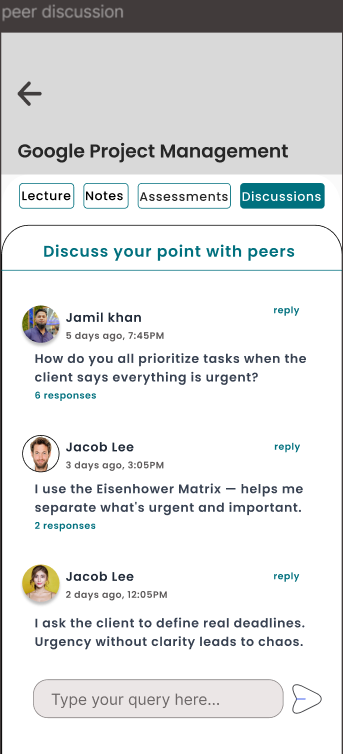 peer discussion
Google Project Management
Lecture Notes Assessments Discussions
Discuss your point with peers
Jamil khan
reply
5 days ago, 7:45PM
How do you all prioritize tasks when the
client says everything is urgent?
6 responses
Jacob Lee
reply
3 days ago, 3:05PM
I use the Eisenhower Matrix — helps me
separate what's urgent and important.
2 responses
Jacob Lee
reply
2 days ago, 12:05PM
I ask the client to define real deadlines.
Urgency without clarity leads to chaos.
Type your query here...